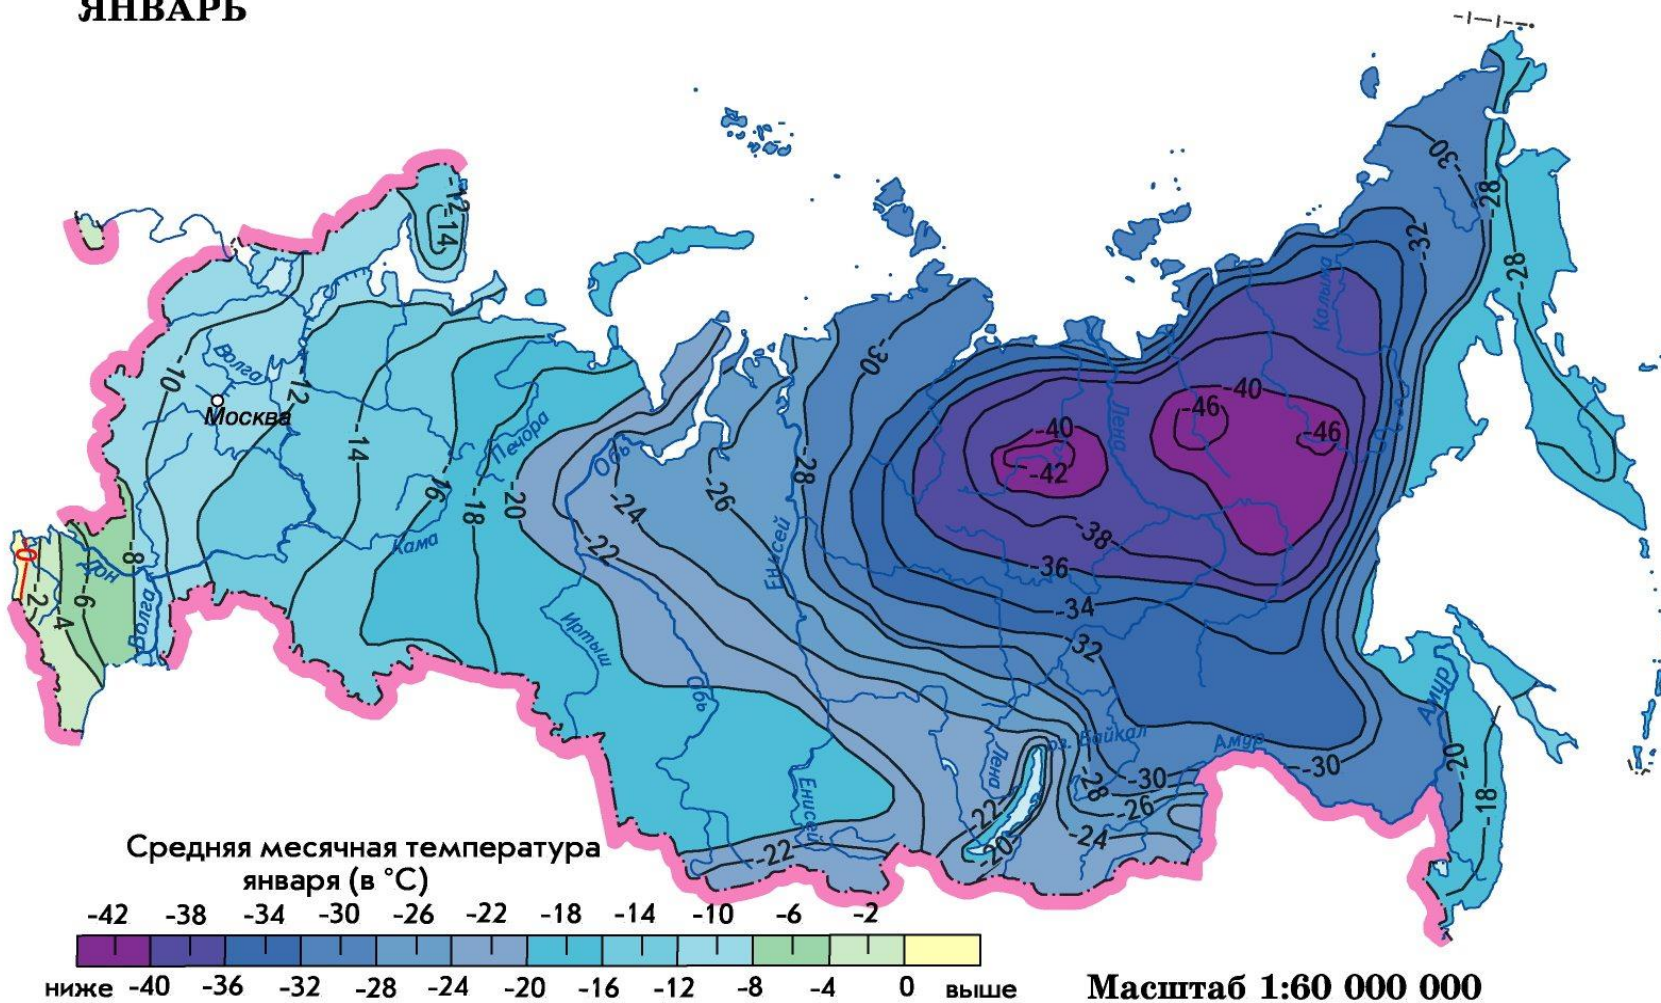 ЯНВАРЬ
-30
-28
-12
-14
-32
-28
Колыма
-30
Волга
-10
-12
Москва
-40
-46
-46
Лена
-40
-42
-14
Печора
Обь
-28
-16
-18
-20
-24
-26
-22
Енисей
-38
-36
-34
-32
0
-2
-4
-6
-8
Дон
Волга
Кама
Иртыш
Обь
Амур
оз. Байкал
Амур
Лена
Енисей
-30
-28
-26
-24
-30
-20
-18
-22
-20
-22
Средняя месячная температура
января (в °С)
-42 -38 -34 -30 -26 -22 -18 -14 -10 -6 -2
ниже -40 -36 -32 -28 -24 -20 -16 -12 -8 -4 0 выше
Масштаб 1:60 000 000